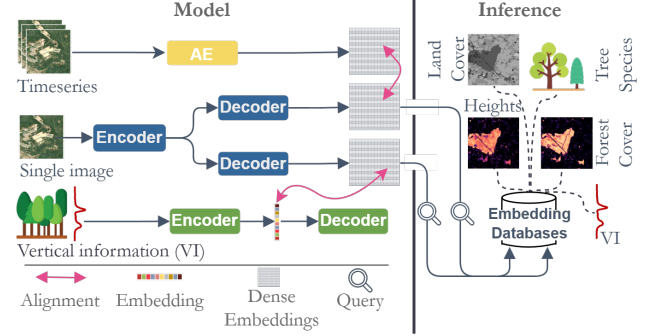 Model
Inference
Timeseries
AE
Land
Cover
Tree
Species
Single image
Encoder
Decoder
Decoder
Heights
Forest
Cover
Vertical information (VI)
Encoder
Decoder
Embedding
Databases
VI
Alignment
Embedding
Dense
Embeddings
Query